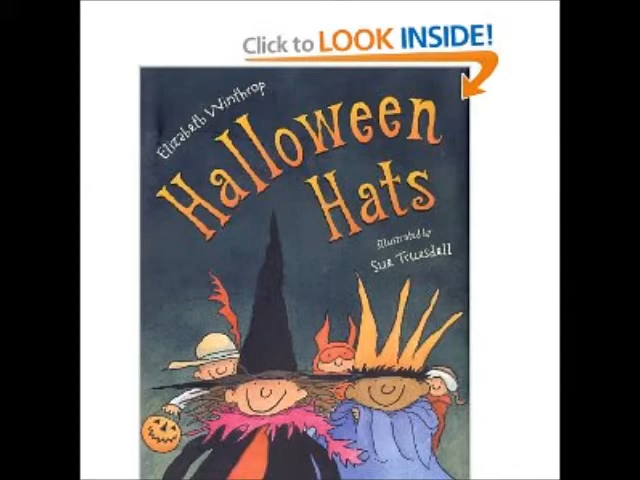 Click to LOOK INSIDE!
Elizabeth Winthrop
Halloween
Hats
illustrated by
Sue Truesdell